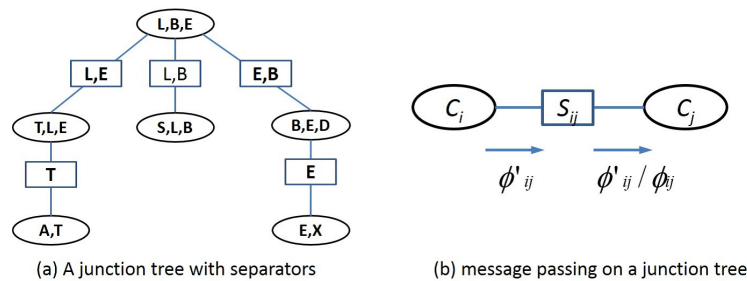 L,B,E
L,E
L,B
E,B
T,L,E
S,L,B
B,E,D
T
E
A,T
E,X
(a) A junction tree with separators
Ci
Sij
Cj
ϕ'ij
ϕ'ij / ϕij
(b) message passing on a junction tree